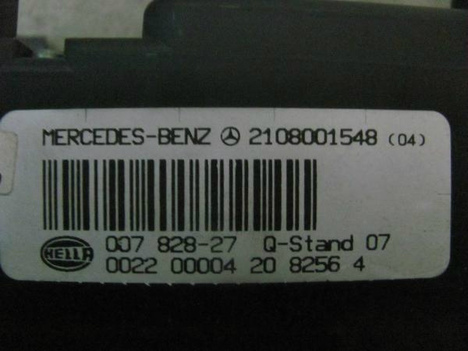 MERCEDES-BENZ 2108001548 (04)
HELLA 007 828-27 Q-Stand 07
0022 00004 20 8256 4